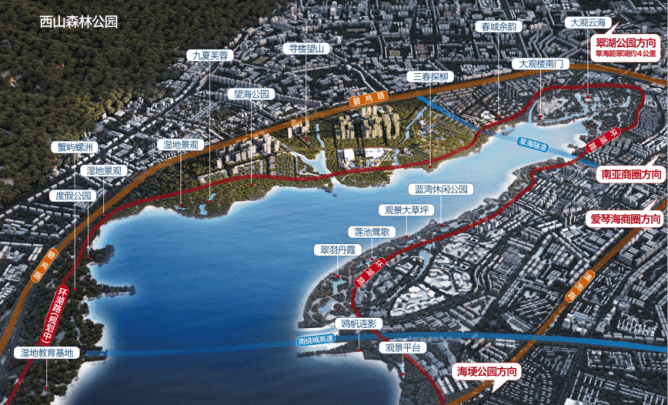 西山森林公园
春城余韵
大观云海
翠湖公园方向
草海距翠湖约4公里
九夏芙蓉
寻楼望山
大观楼南门
三春探柳
望海公园
蟹屿螺洲
湿地景观
草海隧道
湿地景观
度假公园
南亚商圈方向
蓝湾休闲公园
观景大草坪
爱琴海商圈方向
莲池莺歌
翠羽丹霞
环湖路(规划中)
鸥帆连影
南绕城高速
湿地教育基地
观景平台
海埂公园方向